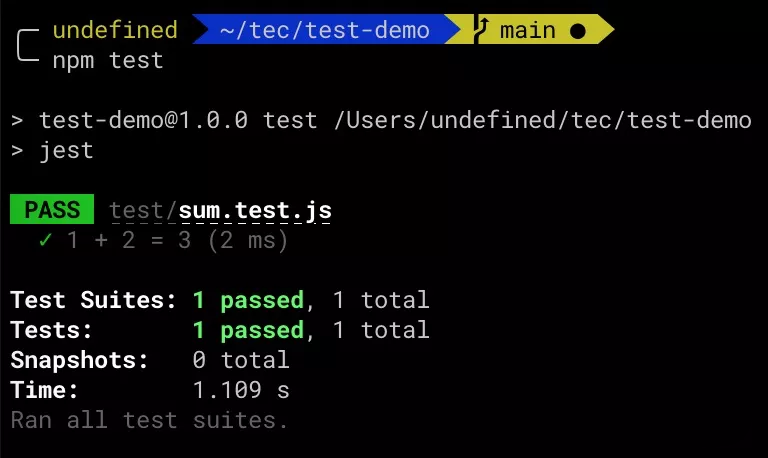 undefined ~/tec/test-demo main ●
npm test
> test-demo@1.0.0 test /Users/undefined/tec/test-demo
> jest
PASS test/sum.test.js
✓ 1 + 2 = 3 (2 ms)
Test Suites: 1 passed, 1 total
Tests: 1 passed, 1 total
Snapshots: 0 total
Time: 1.109 s
Ran all test suites.